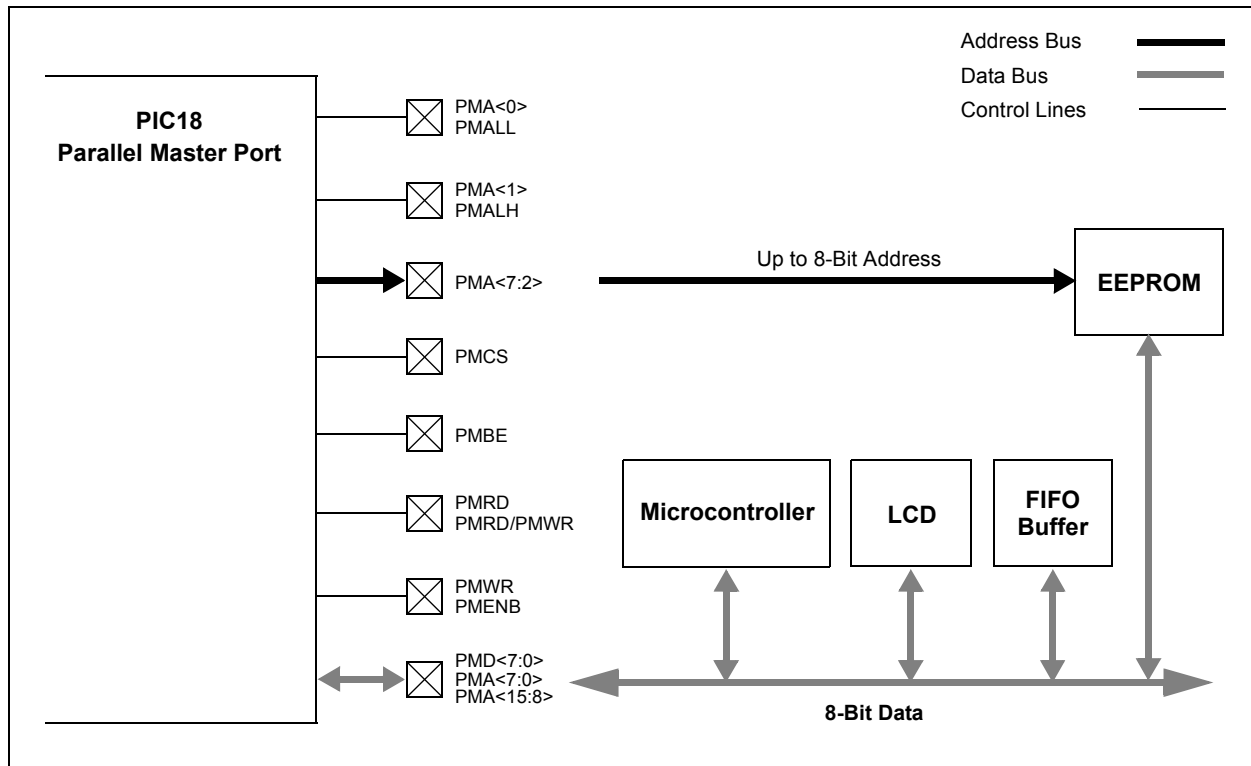 Address Bus
Data Bus
Control Lines
PIC18
Parallel Master Port
PMA<0>
PMALL
PMA<1>
PMALH
PMA<7:2>
Up to 8-Bit Address
EEPROM
PMCS
PMBE
PMRD
PMRD/PMWR
Microcontroller
LCD
FIFO
Buffer
PMWR
PMENB
PMD<7:0>
PMA<7:0>
PMA<15:8>
8-Bit Data